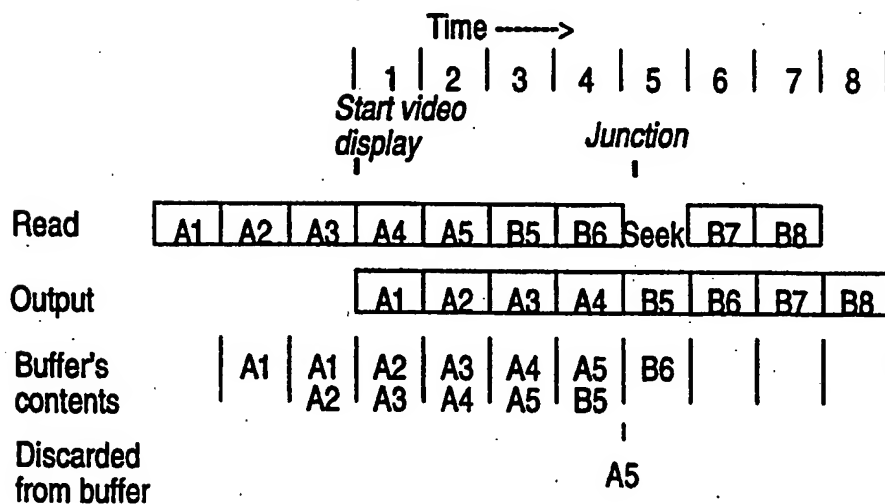 Time ------>
1 2 3 4 5 6 7 8
Start video display Junction
Read A1 A2 A3 A4 A5 B5 B6 Seek B7 B8
Output A1 A2 A3 A4 B5 B6 B7 B8
Buffer's A1 A1 A2 A3 A4 A5 B6
contents A2 A3 A4 A5 B5
Discarded
from buffer A5